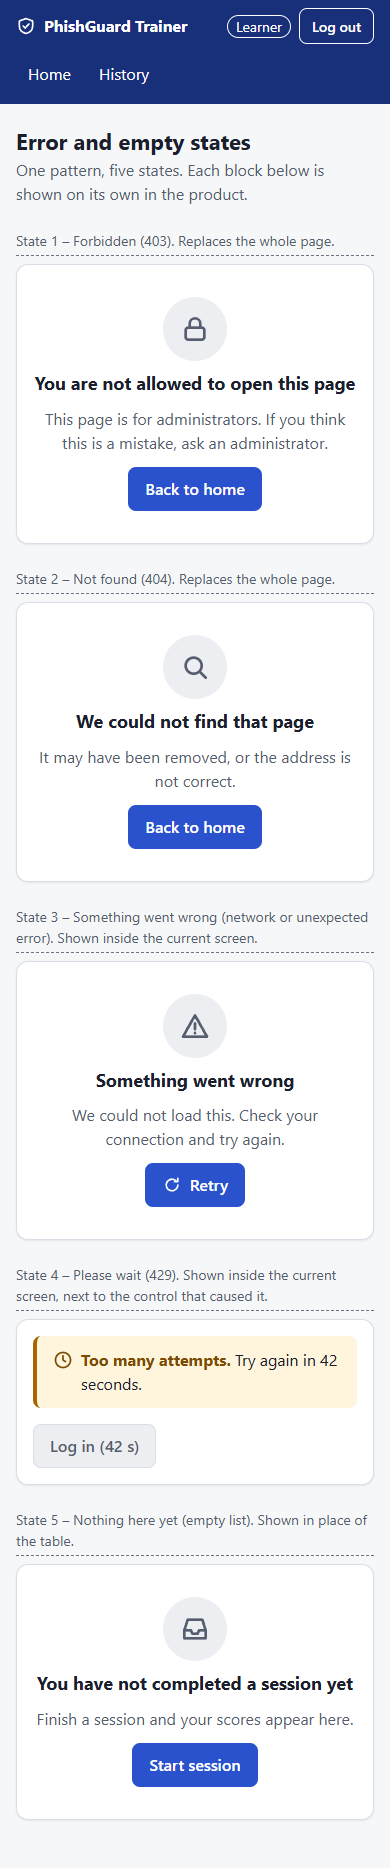 PhishGuard Trainer
Learner
Log out
Home
History
Error and empty states
One pattern, five states. Each block below is
shown on its own in the product.
State 1 – Forbidden (403). Replaces the whole page.
You are not allowed to open this page
This page is for administrators. If you think
this is a mistake, ask an administrator.
Back to home
State 2 – Not found (404). Replaces the whole page.
We could not find that page
It may have been removed, or the address is
not correct.
Back to home
State 3 – Something went wrong (network or unexpected
error). Shown inside the current screen.
Something went wrong
We could not load this. Check your
connection and try again.
Retry
State 4 – Please wait (429). Shown inside the current
screen, next to the control that caused it.
Too many attempts. Try again in 42
seconds.
Log in (42 s)
State 5 – Nothing here yet (empty list). Shown in place of
the table.
You have not completed a session yet
Finish a session and your scores appear here.
Start session